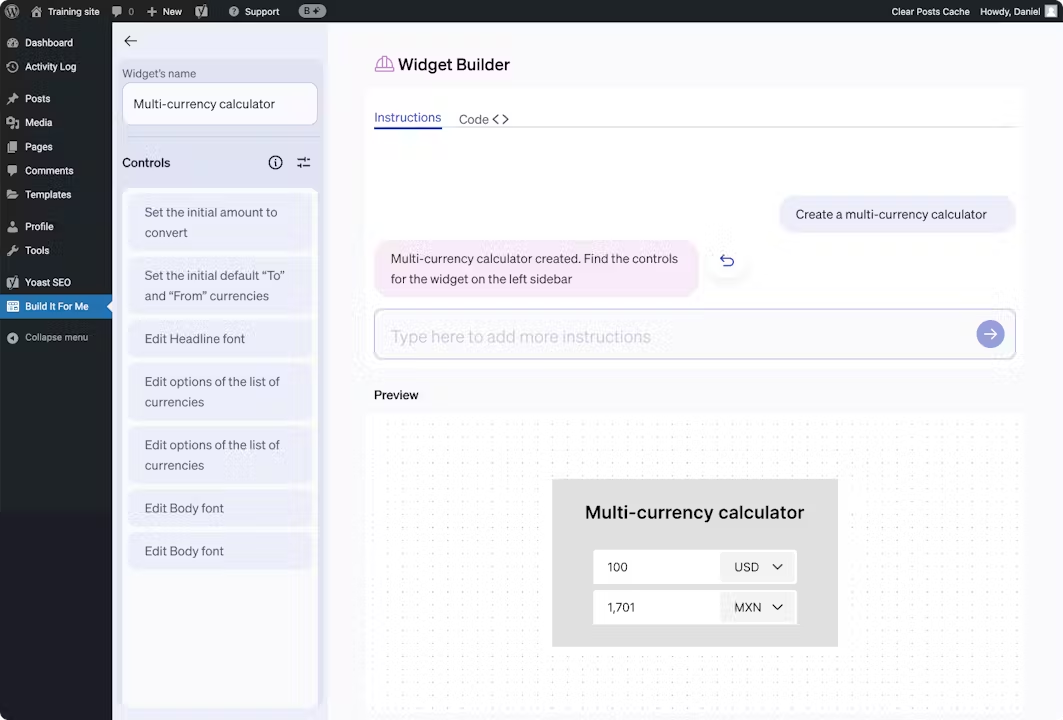 Training site
0
New
Support
B
Clear Posts Cache
Howdy, Daniel
Dashboard
Activity Log
Posts
Media
Pages
Comments
Templates
Profile
Tools
Yoast SEO
Build It For Me
Collapse menu
Widget's name
Multi-currency calculator
Controls
Set the initial amount to
convert
Set the initial default “To”
and “From” currencies
Edit Headline font
Edit options of the list of
currencies
Edit options of the list of
currencies
Edit Body font
Edit Body font
Widget Builder
Instructions
Code <>
Create a multi-currency calculator
Multi-currency calculator created. Find the controls
for the widget on the left sidebar
Type here to add more instructions
Preview
Multi-currency calculator
100
USD
1,701
MXN